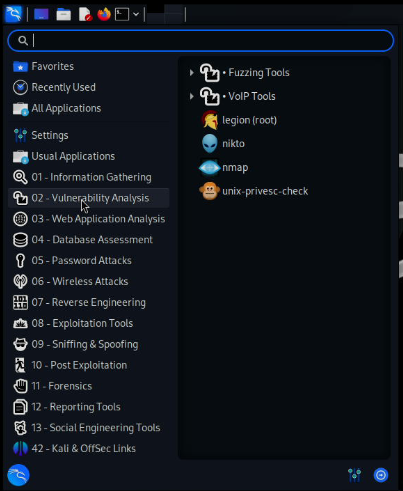 Favorites
Recently Used
All Applications
Settings
Usual Applications
01 - Information Gathering
02 - Vulnerability Analysis
03 - Web Application Analysis
04 - Database Assessment
05 - Password Attacks
06 - Wireless Attacks
07 - Reverse Engineering
08 - Exploitation Tools
09 - Sniffing & Spoofing
10 - Post Exploitation
11 - Forensics
12 - Reporting Tools
13 - Social Engineering Tools
42 - Kali & OffSec Links
• Fuzzing Tools
• VoIP Tools
legion (root)
nikto
nmap
unix-privesc-check